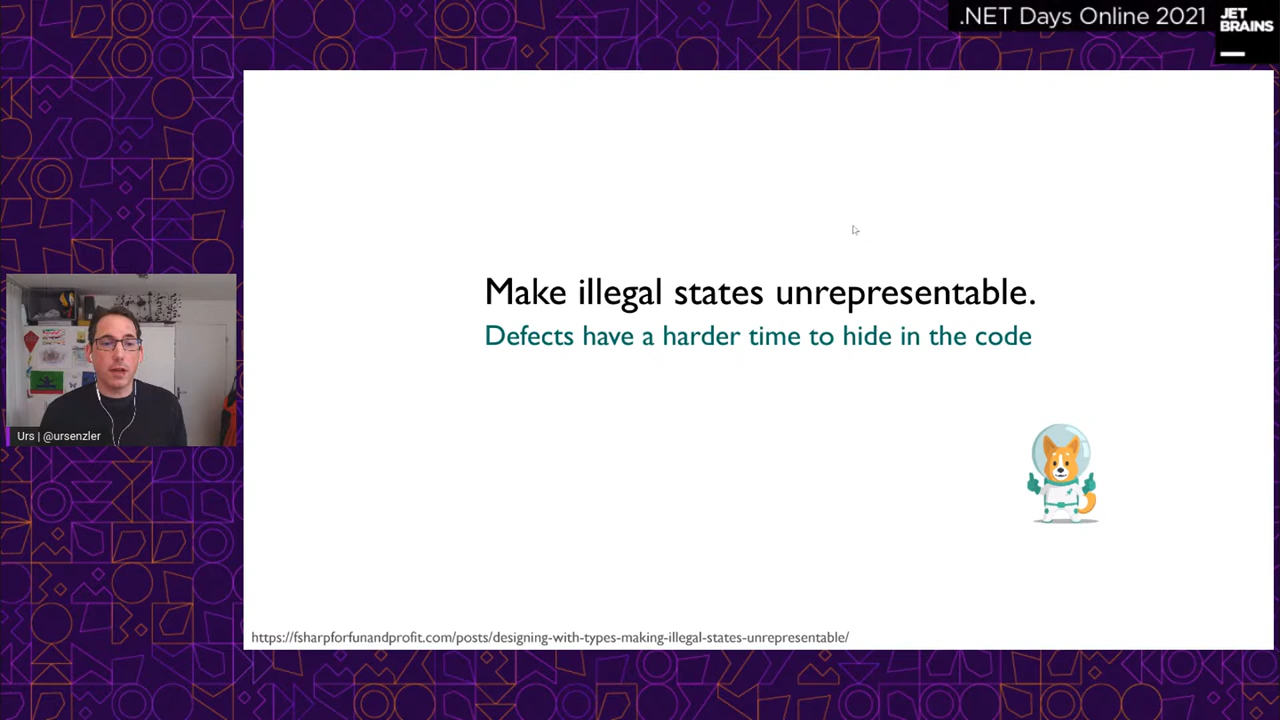 .NET Days Online 2021
JET
BRAINS
Make illegal states unrepresentable.
Defects have a harder time to hide in the code
Urs | @ursenzler
https://fsharpforfunandprofit.com/posts/designing-with-types-making-illegal-states-unrepresentable/